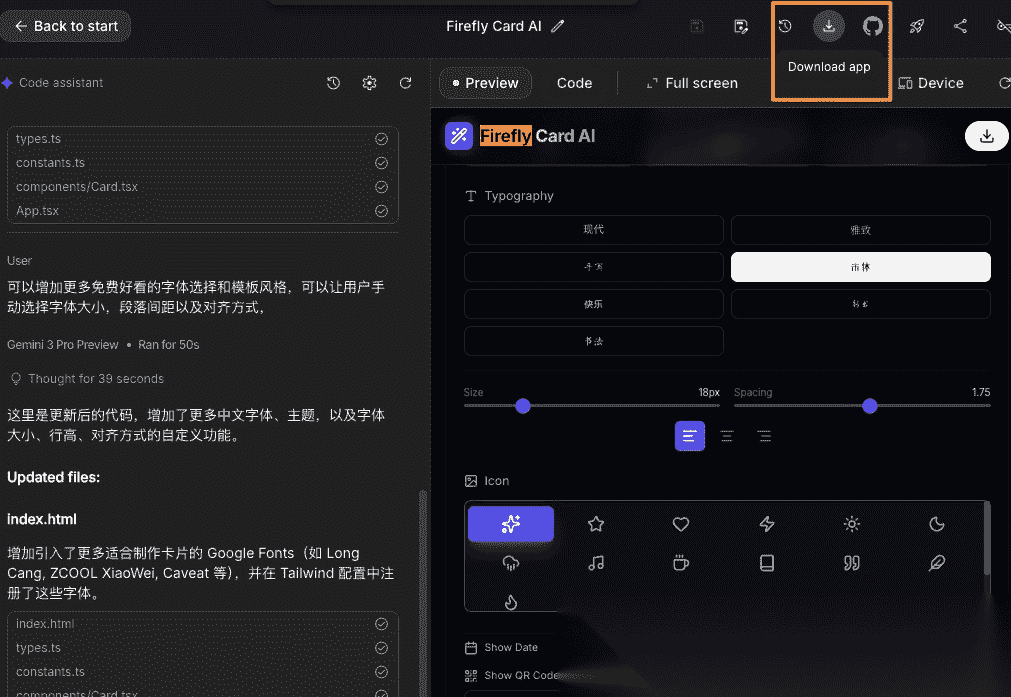 Back to start
Firefly Card AI
Download app
Code assistant
Preview
Code
Full screen
Device
types.ts
constants.ts
components/Card.tsx
App.tsx
User
可以增加更多免费好看的字体选择和模板风格，可以让用户手
动选择字体大小，段落间距以及对齐方式，
Gemini 3 Pro Preview • Ran for 50s
Thought for 39 seconds
这里是更新后的代码，增加了更多中文字体、主题，以及字体
大小、行高、对齐方式的自定义功能。
Updated files:
index.html
增加引入了更多适合制作卡片的 Google Fonts（如 Long
Cang, ZCOOL XiaoWei, Caveat 等），并在 Tailwind 配置中注
册了这些字体。
index.html
types.ts
constants.ts
components/Card.tsx
Firefly Card AI
Typography
现代
雅致
手写
快乐
书法
Size
18px
Spacing
1.75
Icon
Show Date
Show QR Code